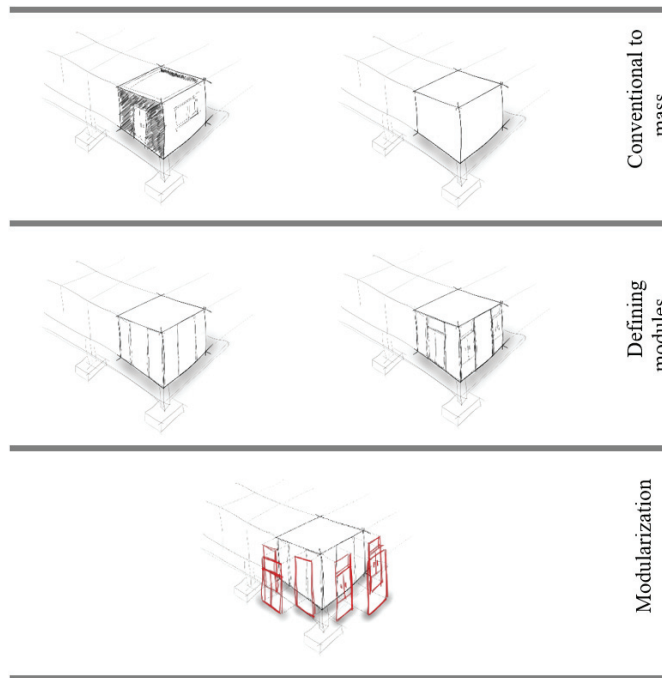 Conventional to
mass
Defining
modules
Modularization